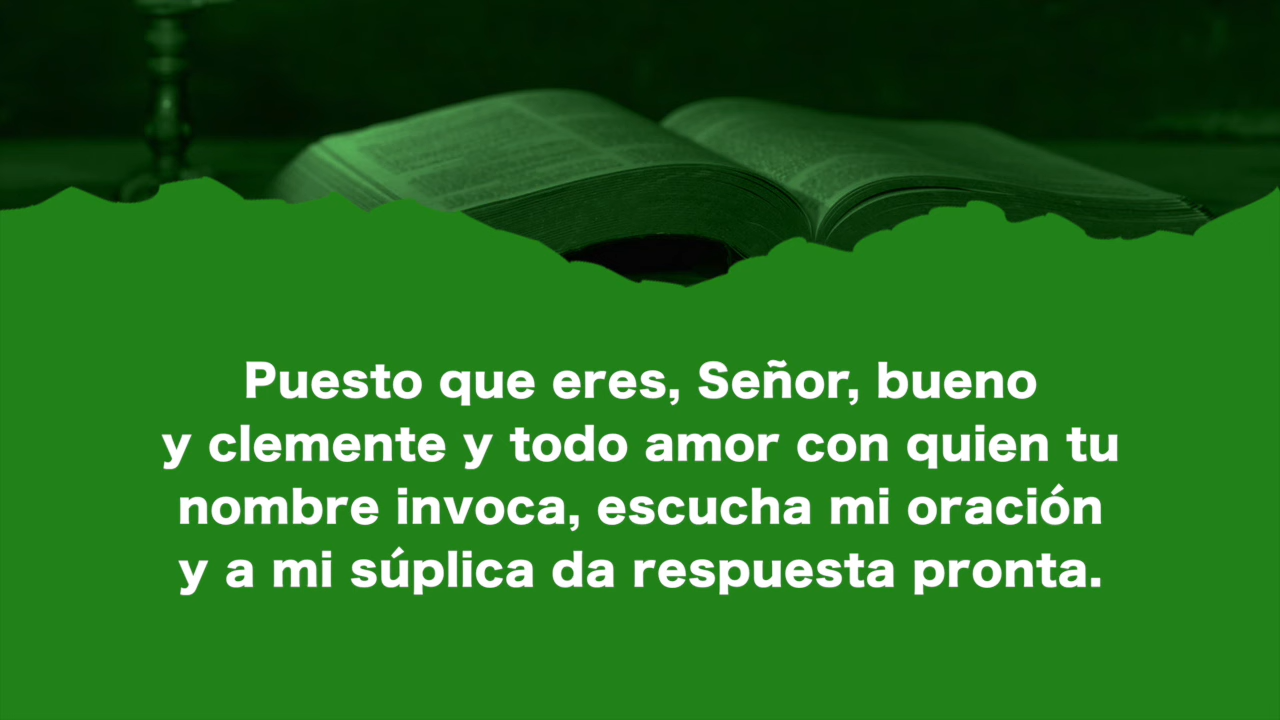 Puesto que eres, Señor, bueno
y clemente y todo amor con quien tu
nombre invoca, escucha mi oración
y a mi súplica da respuesta pronta.